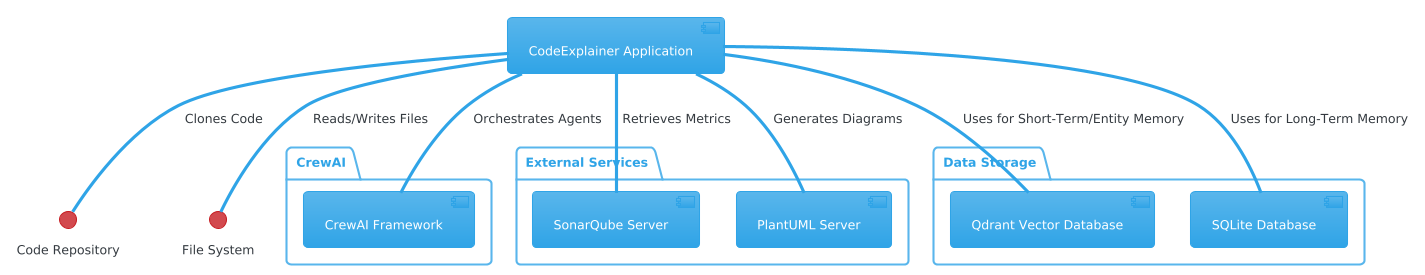 CodeExplainer Application
Clones Code
Reads/Writes Files
Orchestrates Agents
Retrieves Metrics
Generates Diagrams
Uses for Short-Term/Entity Memory
Uses for Long-Term Memory
CrewAI
External Services
Data Storage
CrewAI Framework
SonarQube Server
PlantUML Server
Qdrant Vector Database
SQLite Database
Code Repository
File System